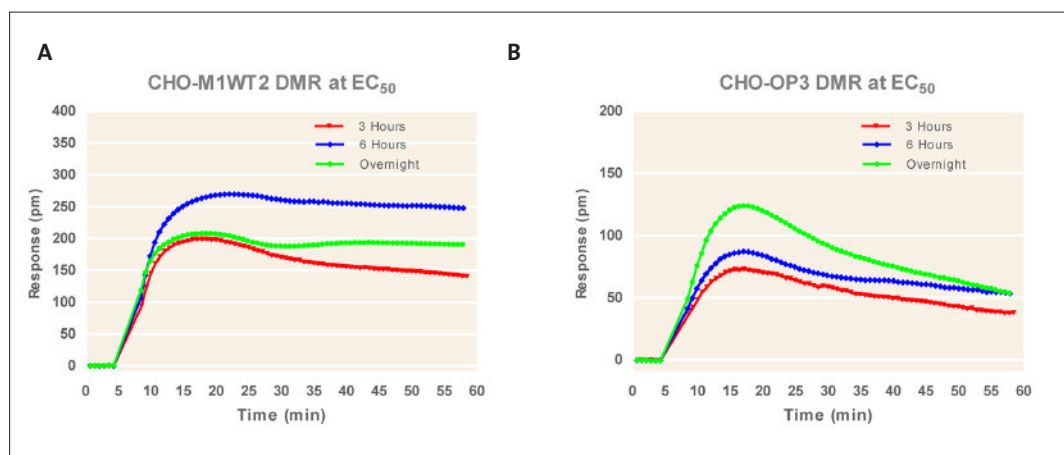 A
CHO-M1WT2 DMR at EC50
400
350
300
250
200
150
100
50
0
Response (pm)
3 Hours
6 Hours
Overnight
0 5 10 15 20 25 30 35 40 45 50 55 60
Time (min)
B
CHO-OP3 DMR at EC50
200
150
100
50
0
Response (pm)
3 Hours
6 Hours
Overnight
0 5 10 15 20 25 30 35 40 45 50 55 60
Time (min)